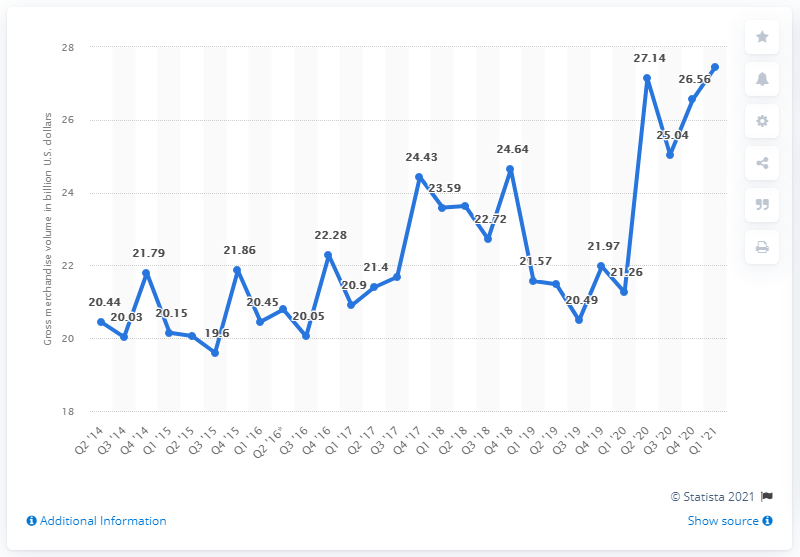 28
26
24
22
20
18
Gross merchandise volume in billion U.S. dollars
20.44
20.03
21.79
20.15
19.6
21.86
20.45
20.05
22.28
20.9
21.4
24.43
23.59
22.72
24.64
21.57
20.49
21.97
21.26
27.14
25.04
26.56
Q2 '14
Q3 '14
Q4 '14
Q1 '15
Q2 '15
Q3 '15
Q4 '15
Q1 '16
Q2 '16*
Q3 '16
Q4 '16
Q1 '17
Q2 '17
Q3 '17
Q4 '17
Q1 '18
Q2 '18
Q3 '18
Q4 '18
Q1 '19
Q2 '19
Q3 '19
Q4 '19
Q1 '20
Q2 '20
Q3 '20
Q4 '20
Q1 '21
© Statista 2021
Additional Information
Show source